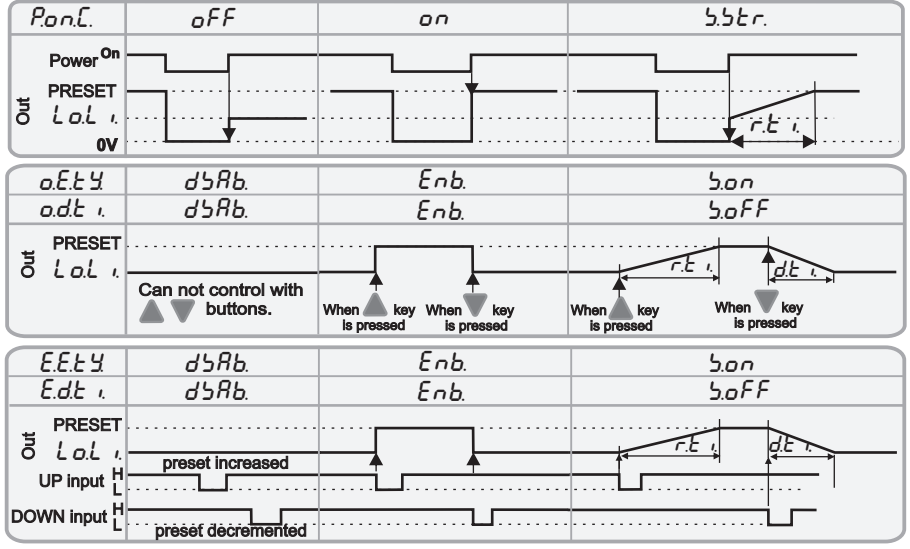 P.on.C. oFF on S.Str.
Power On
PRESET
Out
Lo.L i.
r.t i.
0V
o.E.t Y. dSAb. Enb. S.on
o.d.t i. dSAb. Enb. S.oFF
PRESET
Out
Lo.L i.
r.t i. d.t i.
Can not control with
buttons.
When key
is pressed
When key
is pressed
When key
is pressed
When key
is pressed
E.E.t Y. dSAb. Enb. S.on
E.d.t i. dSAb. Enb. S.oFF
PRESET
Out
Lo.L i.
r.t i. d.t i.
preset increased
UP input H
L
DOWN input H
L
preset decremented